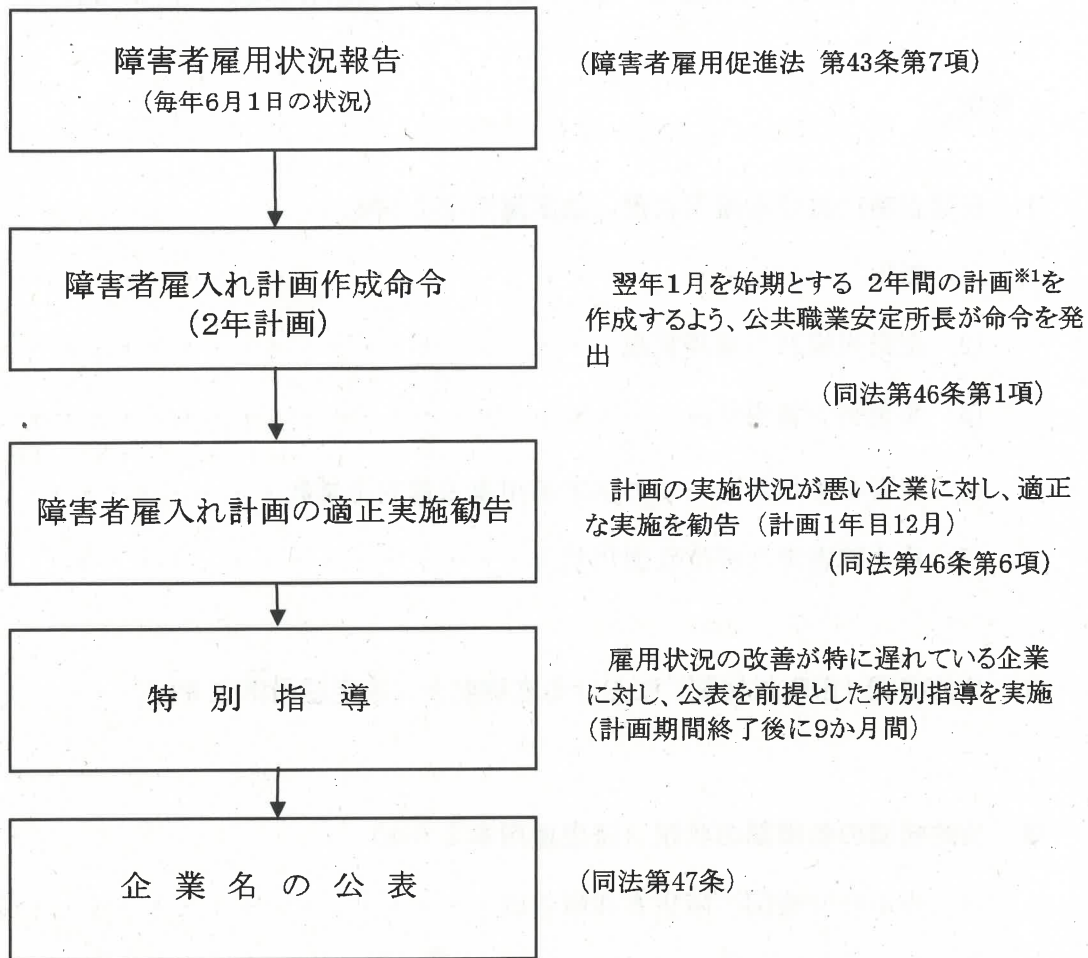 障害者雇用状況報告
(毎年6月1日の状況)
(障害者雇用促進法 第43条第7項)
障害者雇入れ計画作成命令
(2年計画)
翌年1月を始期とする 2年間の計画※1を
作成するよう、公共職業安定所長が命令を発
出
(同法第46条第1項)
障害者雇入れ計画の適正実施勧告
計画の実施状況が悪い企業に対し、適正
な実施を勧告 (計画1年目12月)
(同法第46条第6項)
特 別 指 導
雇用状況の改善が特に遅れている企業
に対し、公表を前提とした特別指導を実施
(計画期間終了後に9か月間)
企 業 名 の 公 表
(同法第47条)